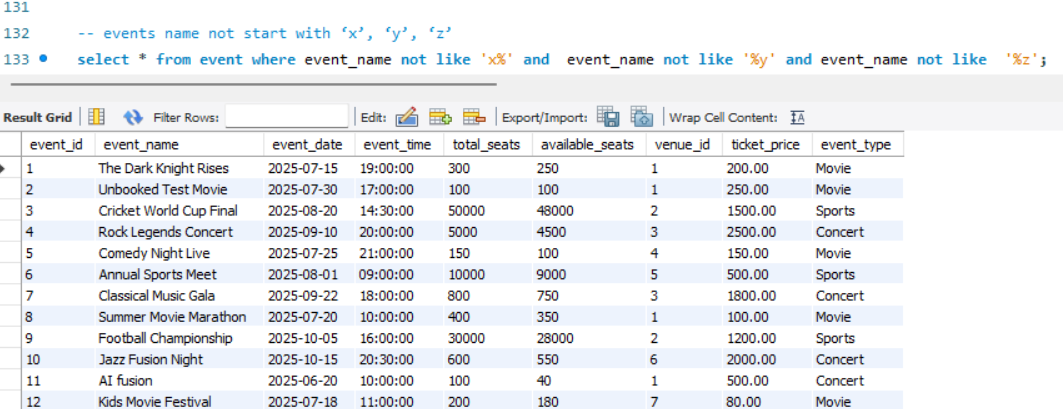 131
132 -- events name not start with ‘x’, ‘y’, ‘z’
133 select * from event where event_name not like 'x%' and event_name not like '%y' and event_name not like '%z';
Result Grid Filter Rows: Edit: Export/Import: Wrap Cell Content:
event_id event_name event_date event_time total_seats available_seats venue_id ticket_price event_type
1 The Dark Knight Rises 2025-07-15 19:00:00 300 250 1 200.00 Movie
2 Unbooked Test Movie 2025-07-30 17:00:00 100 100 1 250.00 Movie
3 Cricket World Cup Final 2025-08-20 14:30:00 50000 48000 2 1500.00 Sports
4 Rock Legends Concert 2025-09-10 20:00:00 5000 4500 3 2500.00 Concert
5 Comedy Night Live 2025-07-25 21:00:00 150 100 4 150.00 Movie
6 Annual Sports Meet 2025-08-01 09:00:00 10000 9000 5 500.00 Sports
7 Classical Music Gala 2025-09-22 18:00:00 800 750 3 1800.00 Concert
8 Summer Movie Marathon 2025-07-20 10:00:00 400 350 1 100.00 Movie
9 Football Championship 2025-10-05 16:00:00 30000 28000 2 1200.00 Sports
10 Jazz Fusion Night 2025-10-15 20:30:00 600 550 6 2000.00 Concert
11 AI fusion 2025-06-20 10:00:00 100 40 1 500.00 Concert
12 Kids Movie Festival 2025-07-18 11:00:00 200 180 7 80.00 Movie